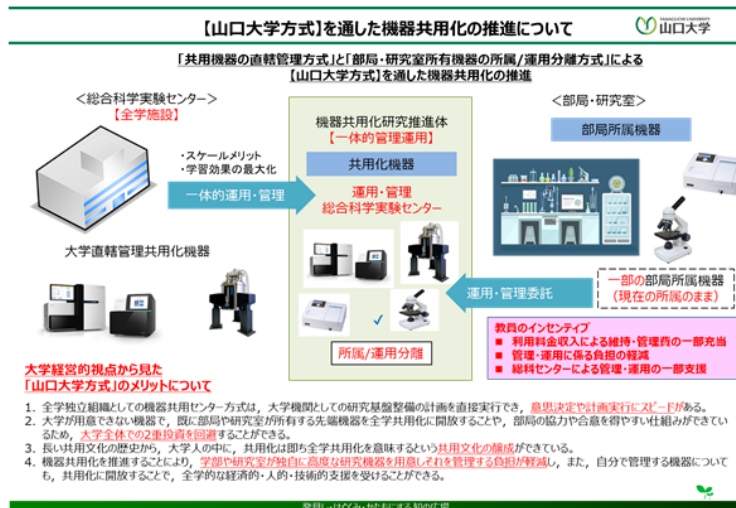 【山口大学方式】を通した機器共用化の推進について
YAMAGUCHI UNIVERSITY
山口大学
「共用機器の直轄管理方式」と「部局・研究室所有機器の所属/運用分離方式」による
【山口大学方式】を通した機器共用化の推進
＜総合科学実験センター＞
【全学施設】
・スケールメリット
・学習効果の最大化
一体的運用・管理
大学直轄管理共用化機器
機器共用化研究推進体
【一体的管理運用】
共用化機器
運用・管理
総合科学実験センター
所属/運用分離
＜部局・研究室＞
部局所属機器
運用・管理委託
一部の部局所属機器
（現在の所属のまま）
教員のインセンティブ
■ 利用料金収入による維持・管理費の一部充当
■ 管理・運用に係る負担の軽減
■ 総科センターによる管理・運用の一部支援
大学経営的視点から見た
「山口大学方式」のメリットについて
1. 全学独立組織としての機器共用センター方式は，大学機関としての研究基盤整備の計画を直接実行でき，意思決定や計画実行にスピードがある。
2. 大学が用意できない機器で，既に部局や研究室が所有する先端機器を全学共用化に開放することや，部局の協力や合意を得やすい仕組みができてい
るため，大学全体での2重投資を回避することができる。
3. 長い共用文化の歴史から，大学人の中に，共用化は即ち全学共用化を意味するという共用文化の醸成ができている。
4. 機器共用化を推進することにより，学部や研究室が独自に高度な研究機器を用意しそれを管理する負担が軽減し，また，自分で管理する機器について
も，共用化に開放することで，全学的な経済的・人的・技術的支援を受けることができる。
発見し・はぐくみ・かたちにする 知の広場